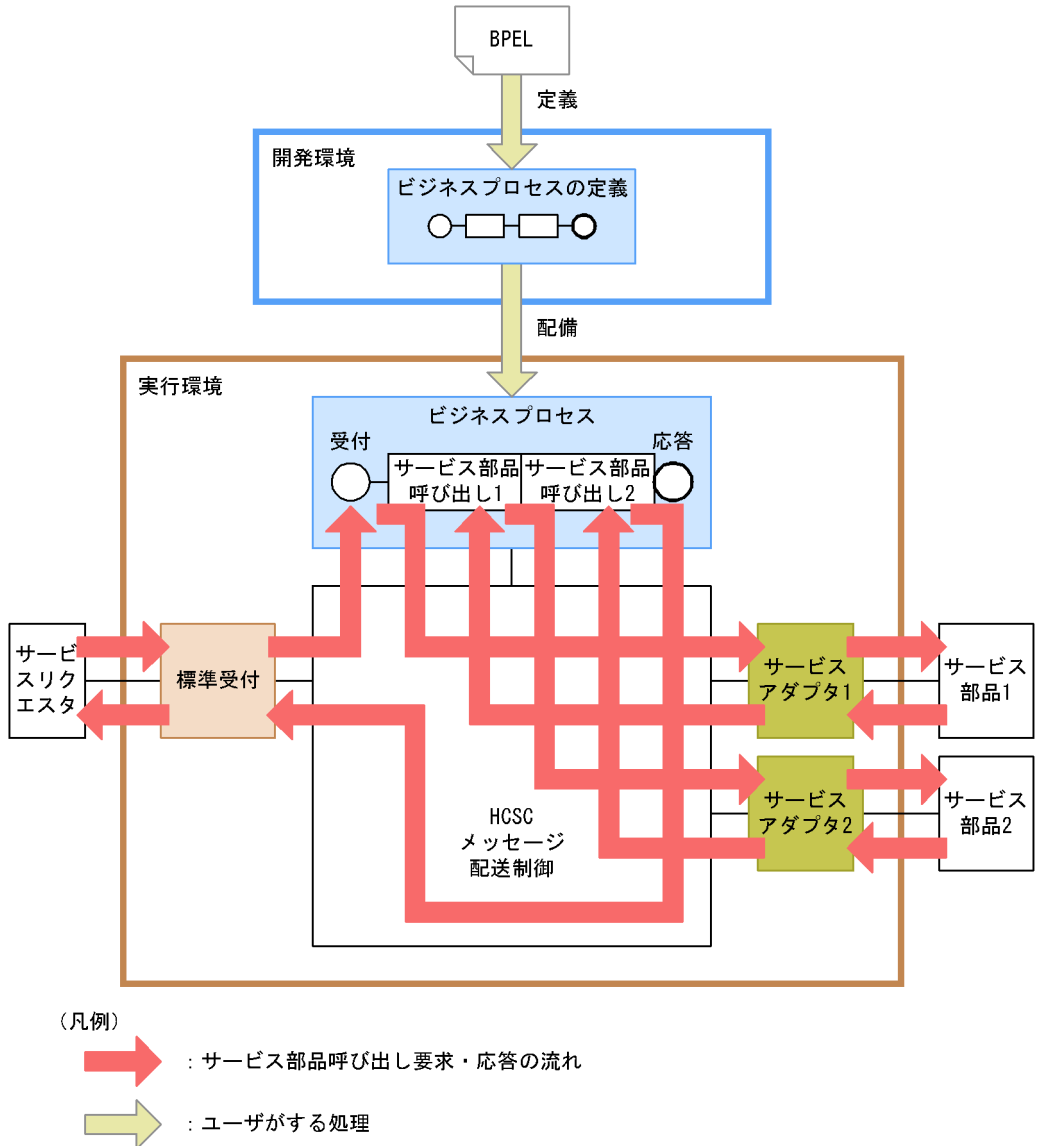 BPEL
定義
開発環境
ビジネスプロセスの定義
配備
実行環境
ビジネスプロセス
受付
応答
サービス部品
呼び出し1
サービス部品
呼び出し2
サービ
スリク
エスタ
標準受付
サービス
アダプタ1
サービス
部品1
サービス
アダプタ2
サービス
部品2
HCSC
メッセージ
配送制御
(凡例)
：サービス部品呼び出し要求・応答の流れ
：ユーザがする処理